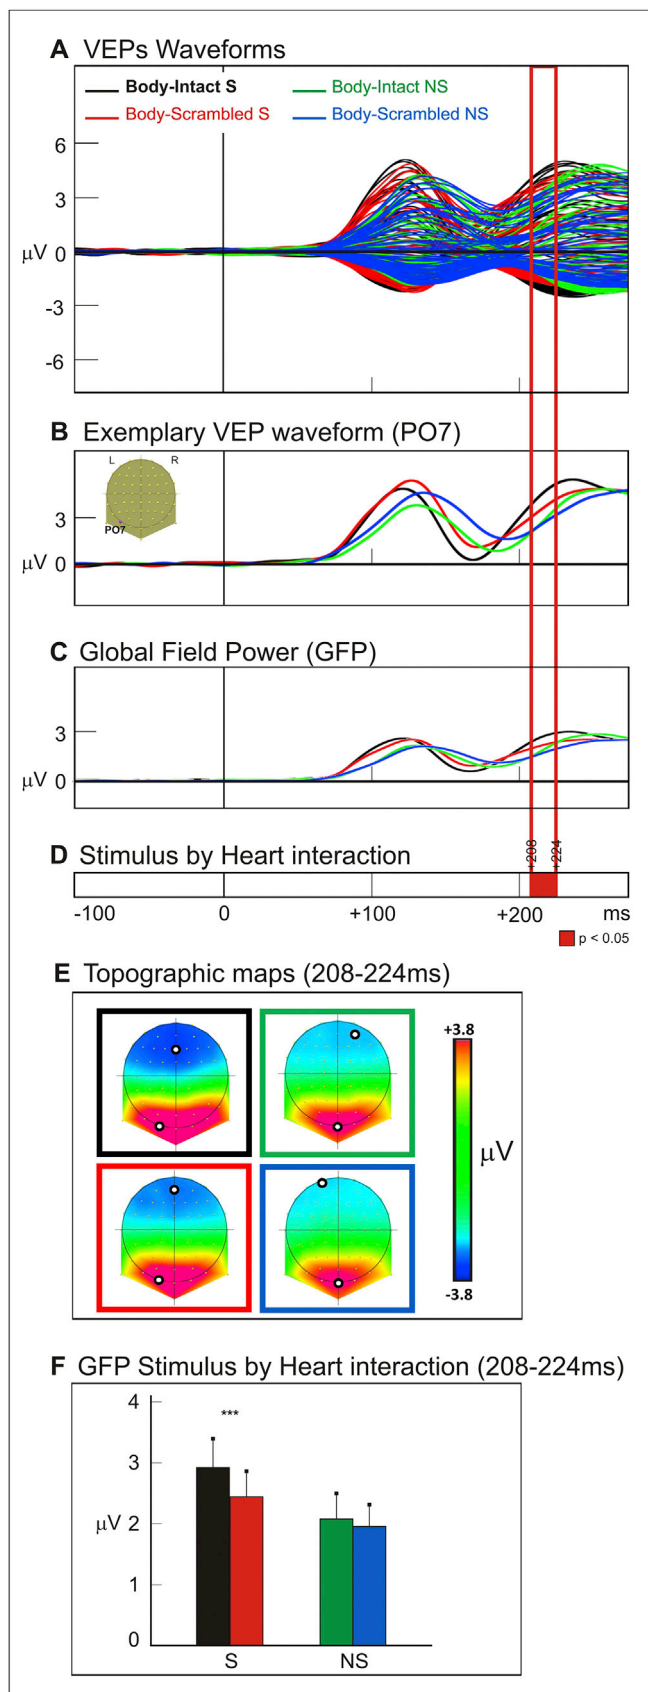 A VEPs Waveforms
Body-Intact S
Body-Intact NS
Body-Scrambled S
Body-Scrambled NS
6
3
μV 0
-3
-6
B Exemplary VEP waveform (PO7)
L R
3
PO7
μV 0
C Global Field Power (GFP)
3
μV 0
D Stimulus by Heart interaction
+208 +224
-100 0 +100 +200 ms
p < 0.05
E Topographic maps (208-224ms)
+3.8
μV
-3.8
F GFP Stimulus by Heart interaction (208-224ms)
4
***
3
μV 2
1
0
S NS